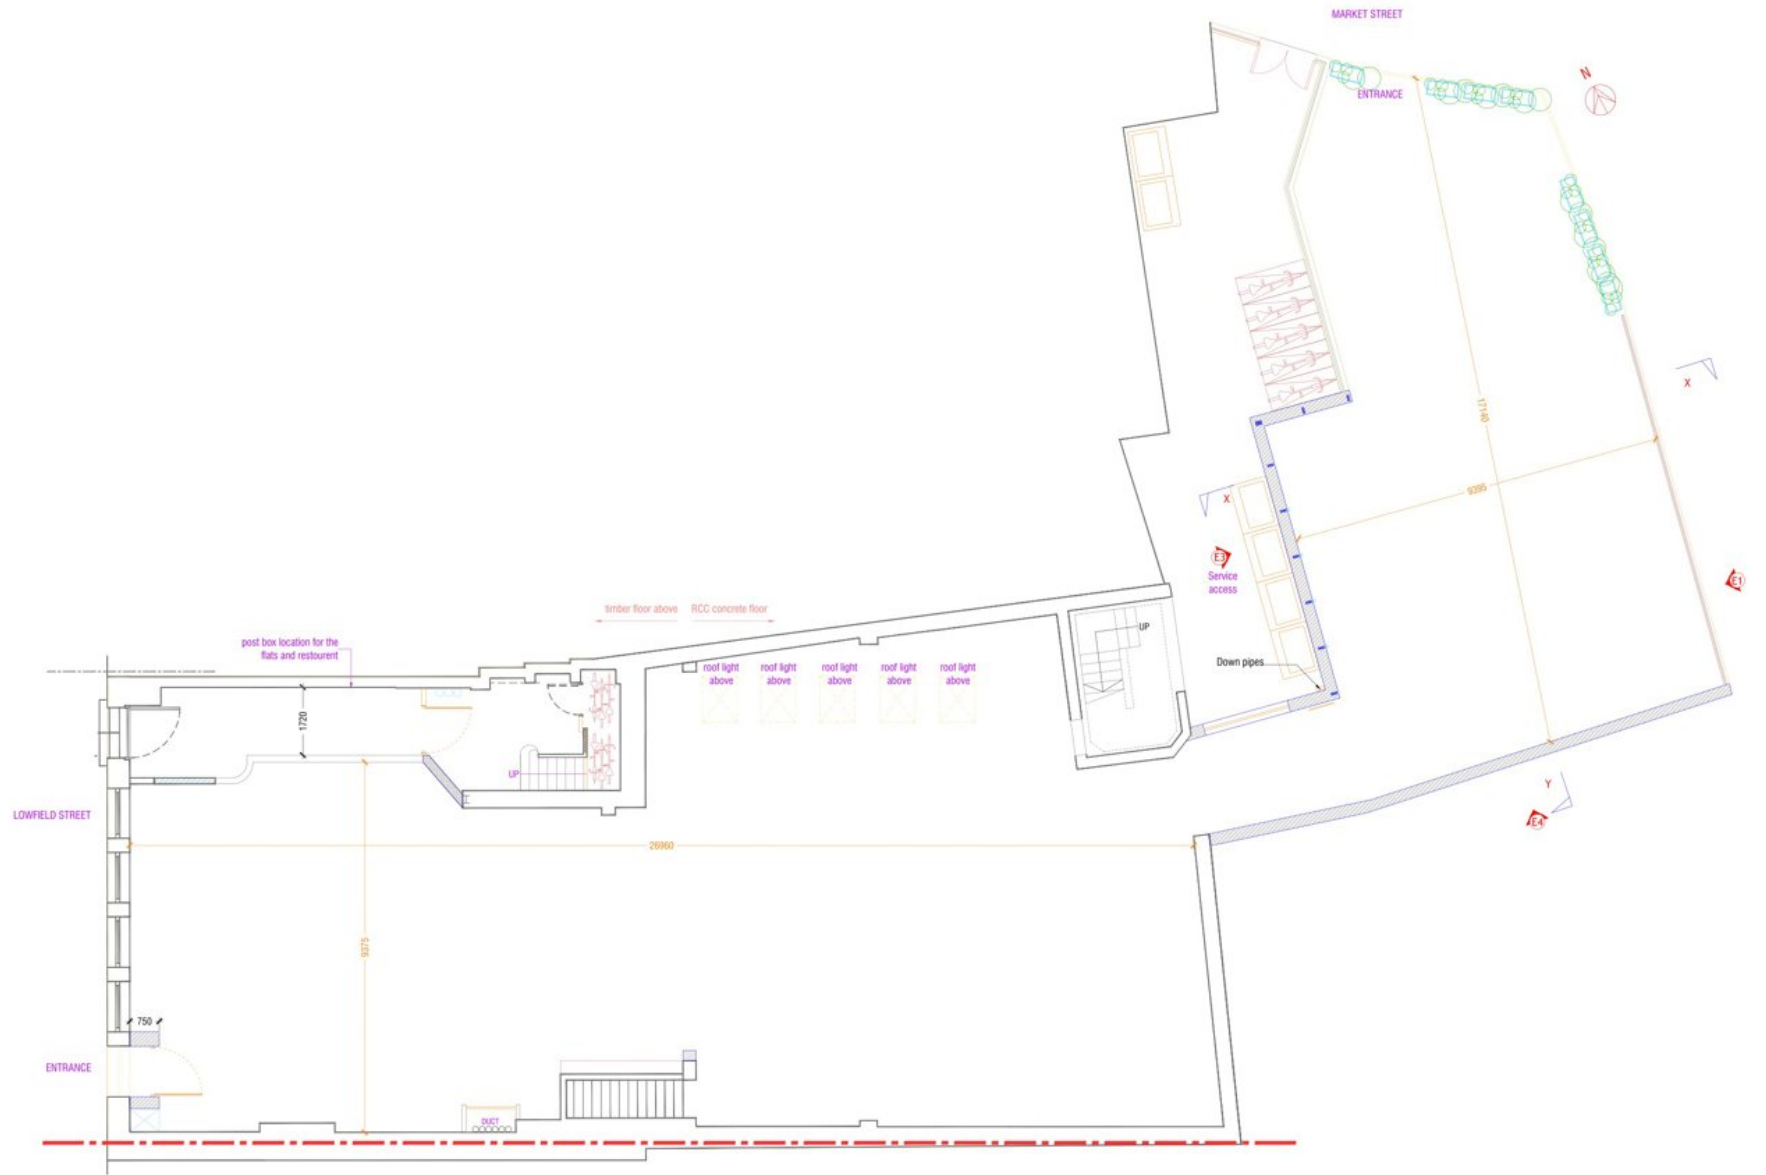 MARKET STREET
N
ENTRANCE
X
17140
9395
X
E3
Service
access
E1
timber floor above
RCC concrete floor
UP
post box location for the
flats and restourent
roof light
above
roof light
above
roof light
above
roof light
above
roof light
above
Down pipes
1720
UP
Y
E4
LOWFIELD STREET
26960
9375
750
ENTRANCE
DUCT